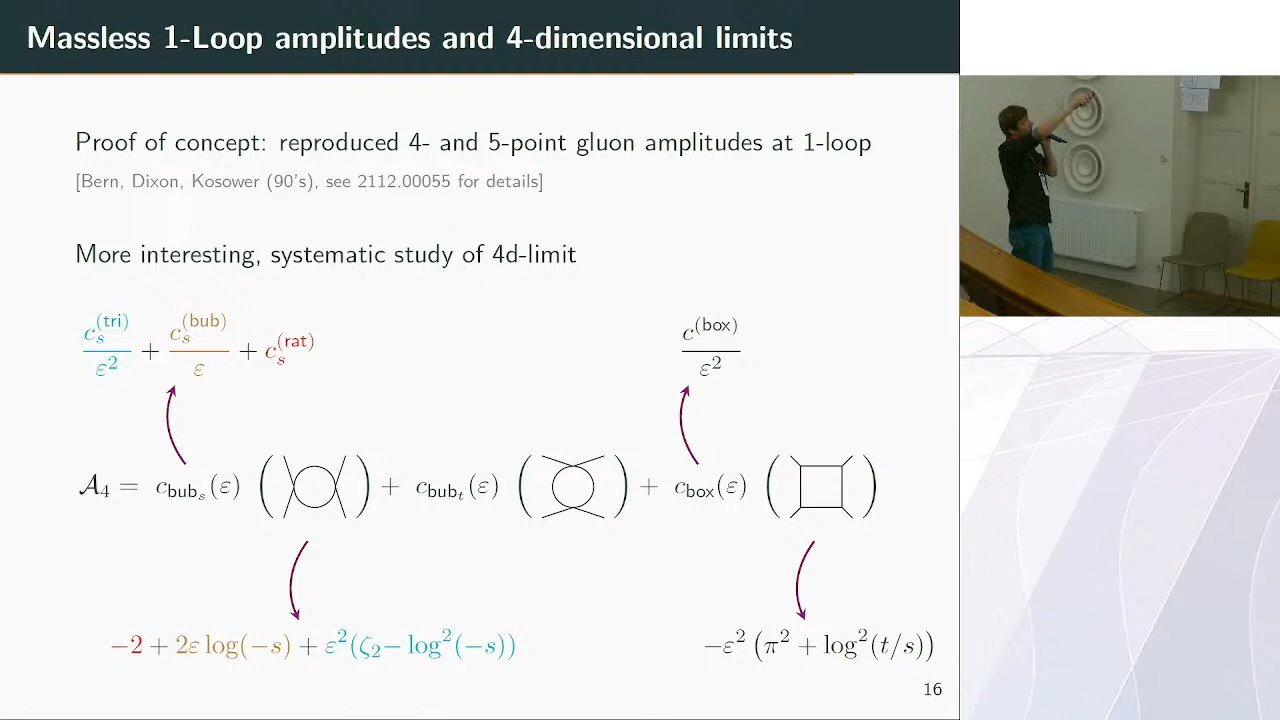 Massless 1-Loop amplitudes and 4-dimensional limits
Proof of concept: reproduced 4- and 5-point gluon amplitudes at 1-loop
[Bern, Dixon, Kosower (90's), see 2112.00055 for details]
More interesting, systematic study of 4d-limit
c_s^(tri)/ε² + c_s^(bub)/ε + c_s^(rat)
c^(box)/ε²
𝒜₄ = c_bub_s(ε) ( ) + c_bub_t(ε) ( ) + c_box(ε) ( )
−2 + 2ε log(−s) + ε²(ζ₂− log²(−s))
−ε² (π² + log²(t/s))
16